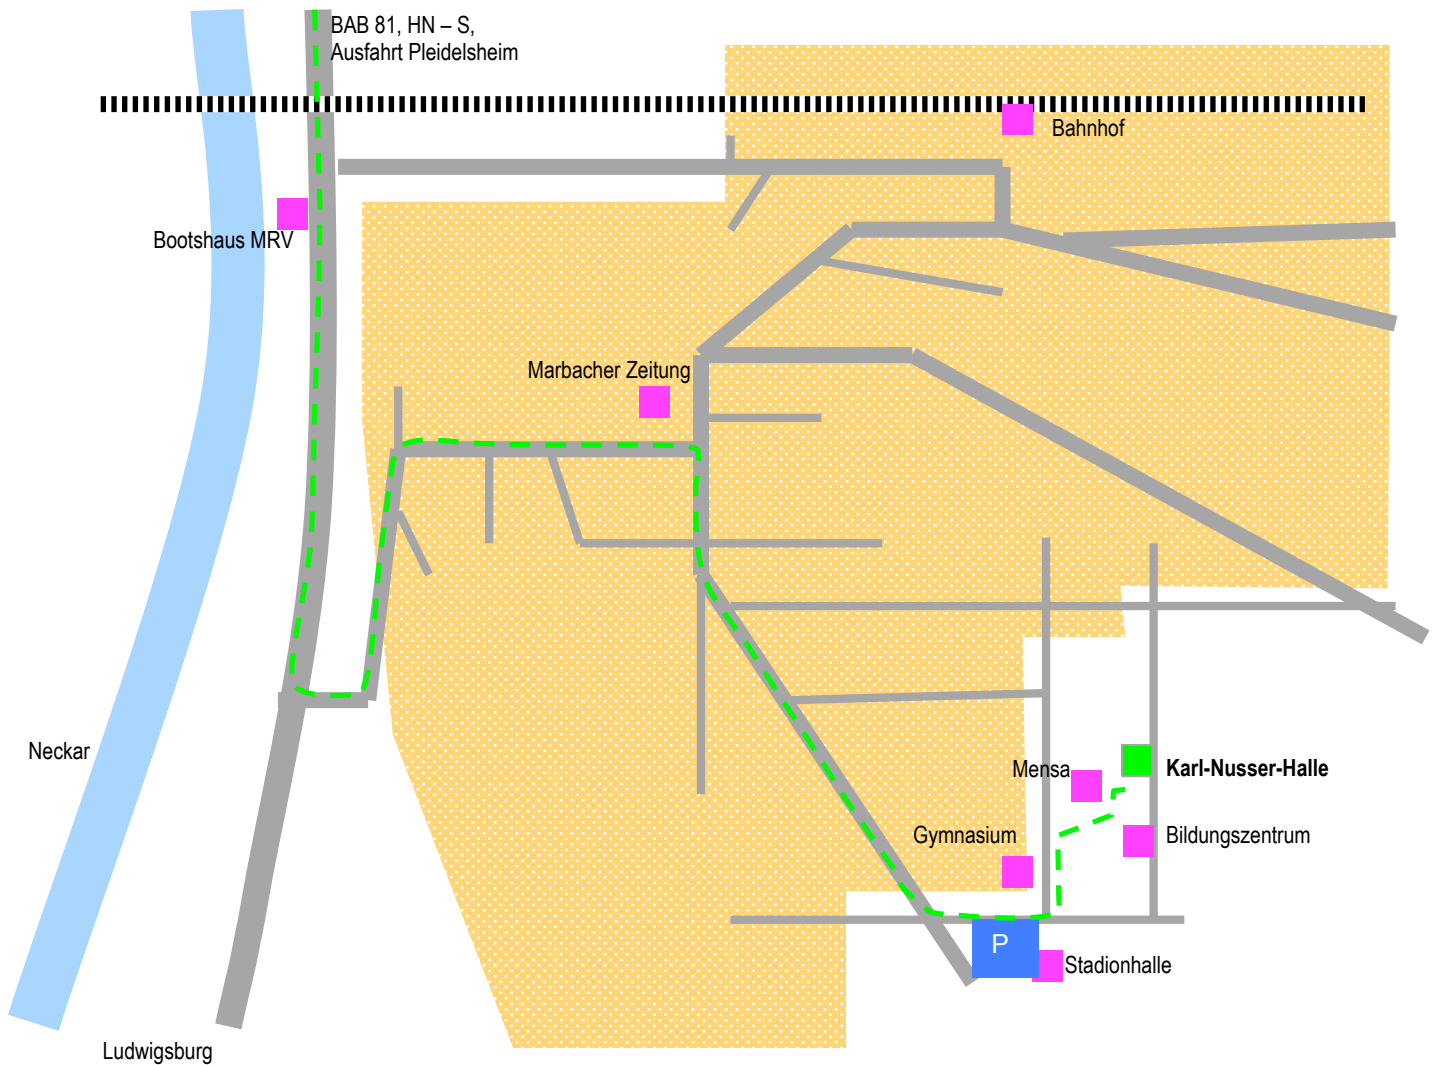 BAB 81, HN – S,
Ausfahrt Pleidelsheim
Bahnhof
Bootshaus MRV
Marbacher Zeitung
Neckar
Mensa
Karl-Nusser-Halle
Gymnasium
Bildungszentrum
P
Stadionhalle
Ludwigsburg